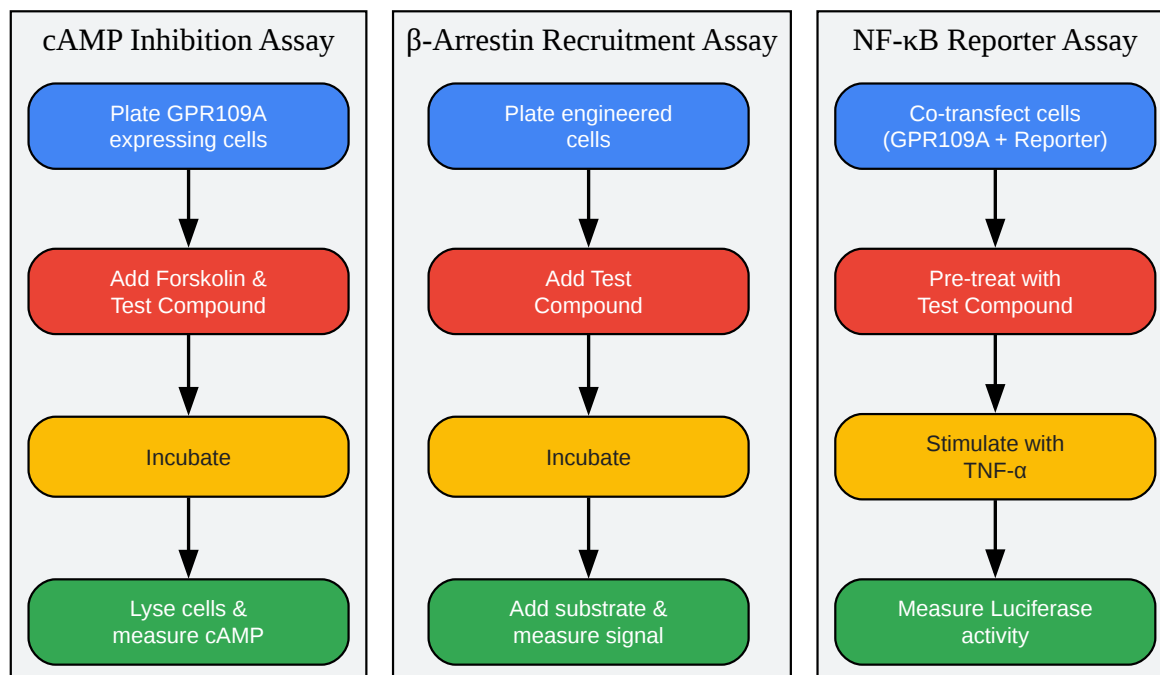 cAMP Inhibition Assay
Plate GPR109A
expressing cells
Add Forskolin &
Test Compound
Incubate
Lyse cells &
measure cAMP
β-Arrestin Recruitment Assay
Plate engineered
cells
Add Test
Compound
Incubate
Add substrate &
measure signal
NF-κB Reporter Assay
Co-transfect cells
(GPR109A + Reporter)
Pre-treat with
Test Compound
Stimulate with
TNF-α
Measure Luciferase
activity